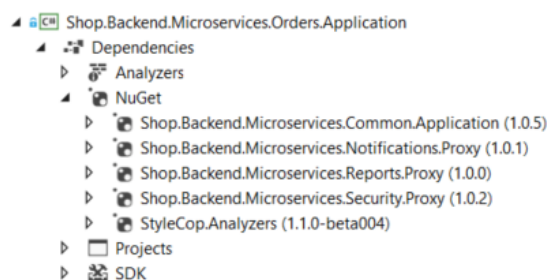 C# Shop.Backend.Microservices.Orders.Application
Dependencies
Analyzers
NuGet
Shop.Backend.Microservices.Common.Application (1.0.5)
Shop.Backend.Microservices.Notifications.Proxy (1.0.1)
Shop.Backend.Microservices.Reports.Proxy (1.0.0)
Shop.Backend.Microservices.Security.Proxy (1.0.2)
StyleCop.Analyzers (1.1.0-beta004)
Projects
SDK